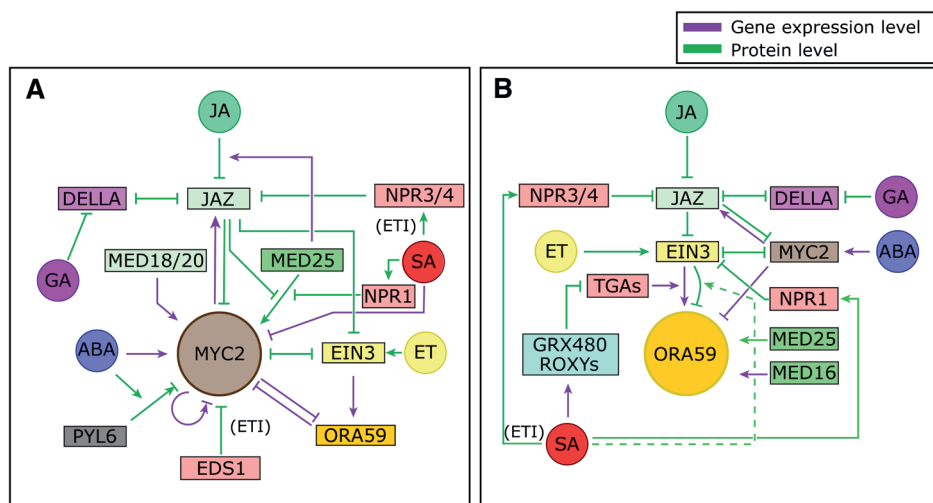 Gene expression level
Protein level
A
JA
DELLA
JAZ
NPR3/4
(ETI)
GA
MED18/20
MED25
SA
NPR1
ABA
MYC2
EIN3
ET
PYL6
(ETI)
ORA59
EDS1
B
JA
NPR3/4
JAZ
DELLA
GA
ET
EIN3
MYC2
ABA
TGAs
NPR1
GRX480
ROXYs
ORA59
MED25
MED16
(ETI)
SA